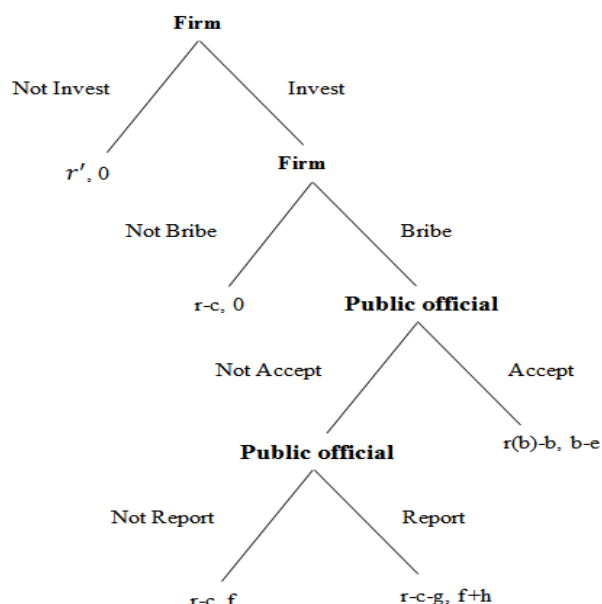 Firm
Not Invest Invest
r′, 0 Firm
Not Bribe Bribe
r-c, 0 Public official
Not Accept Accept
Public official r(b)-b, b-e
Not Report Report
r-c, f r-c-g, f+h